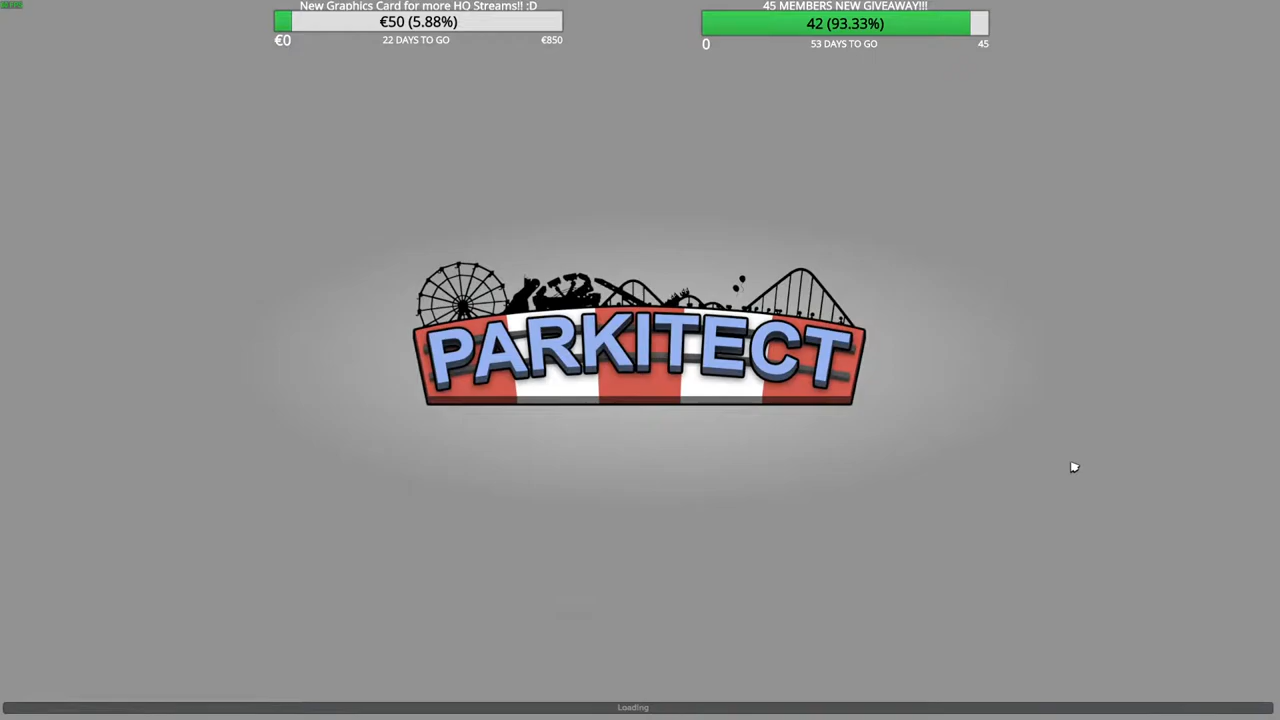 New Graphics Card for more HQ Streams!! :D
€50 (5.88%)
€0
22 DAYS TO GO
€850
45 MEMBERS NEW GIVEAWAY!!!
42 (93.33%)
0
53 DAYS TO GO
45
PARKITECT
Loading